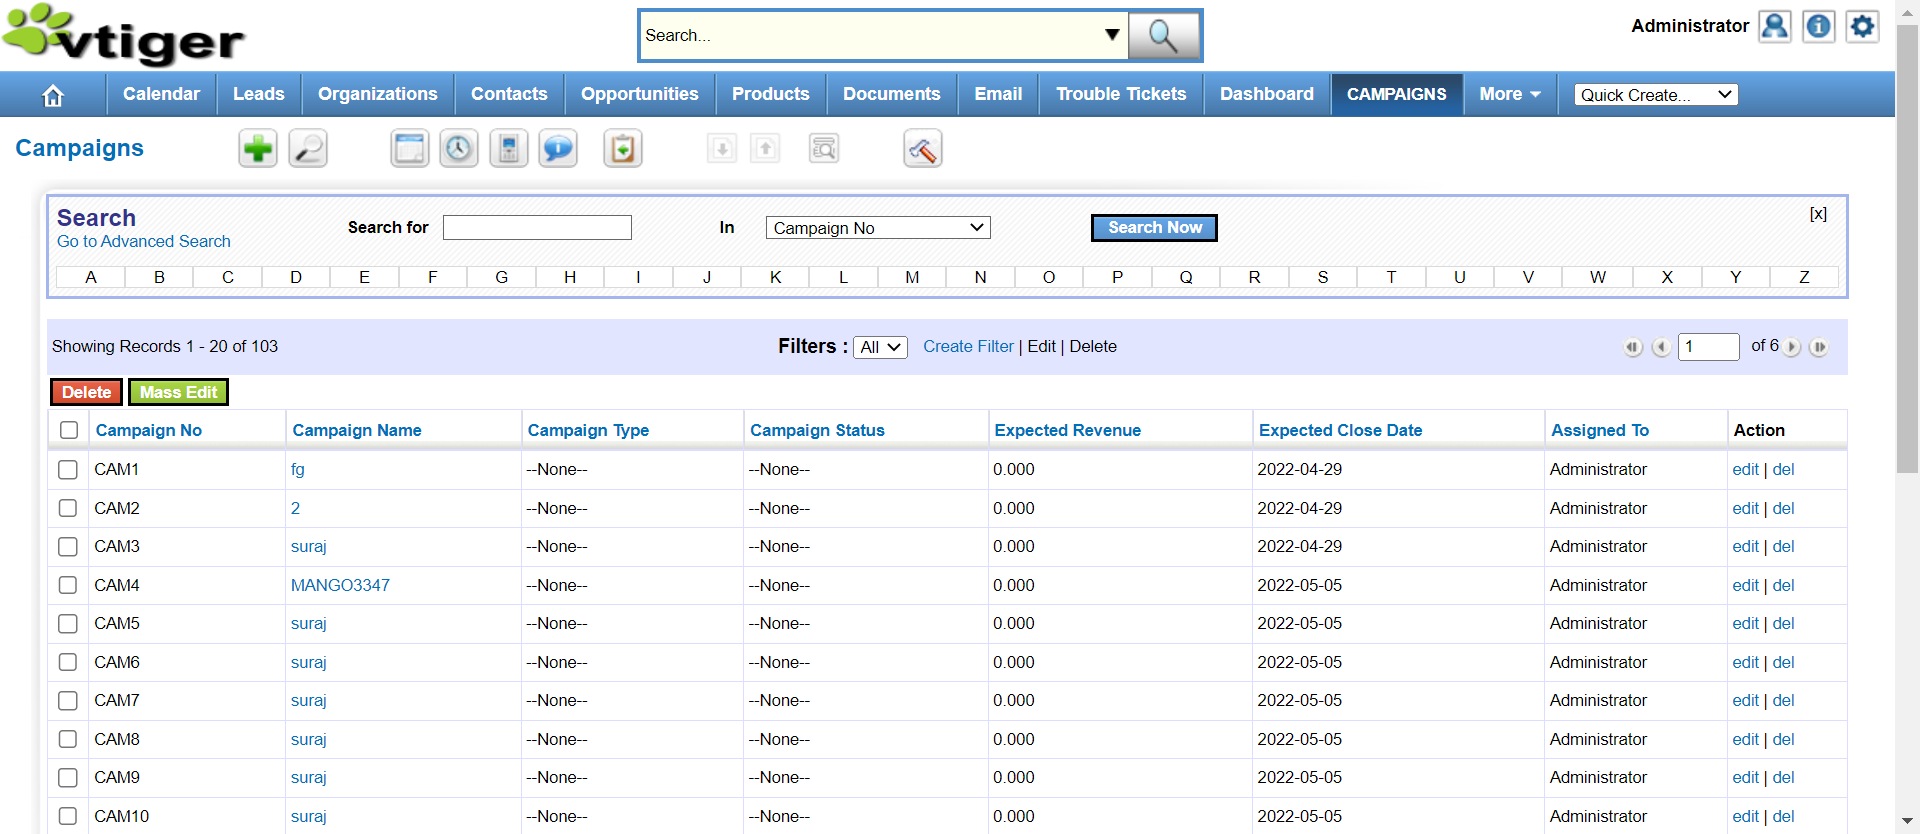 vtiger
Search...
Administrator
Calendar Leads Organizations Contacts Opportunities Products Documents Email Trouble Tickets Dashboard CAMPAIGNS More Quick Create...
Campaigns
Search
Go to Advanced Search
Search for In Campaign No Search Now [x]
A B C D E F G H I J K L M N O P Q R S T U V W X Y Z
Showing Records 1 - 20 of 103 Filters : All Create Filter | Edit | Delete 1 of 6
Delete Mass Edit
Campaign No Campaign Name Campaign Type Campaign Status Expected Revenue Expected Close Date Assigned To Action
CAM1 fg --None-- --None-- 0.000 2022-04-29 Administrator edit | del
CAM2 2 --None-- --None-- 0.000 2022-04-29 Administrator edit | del
CAM3 suraj --None-- --None-- 0.000 2022-04-29 Administrator edit | del
CAM4 MANGO3347 --None-- --None-- 0.000 2022-05-05 Administrator edit | del
CAM5 suraj --None-- --None-- 0.000 2022-05-05 Administrator edit | del
CAM6 suraj --None-- --None-- 0.000 2022-05-05 Administrator edit | del
CAM7 suraj --None-- --None-- 0.000 2022-05-05 Administrator edit | del
CAM8 suraj --None-- --None-- 0.000 2022-05-05 Administrator edit | del
CAM9 suraj --None-- --None-- 0.000 2022-05-05 Administrator edit | del
CAM10 suraj --None-- --None-- 0.000 2022-05-05 Administrator edit | del